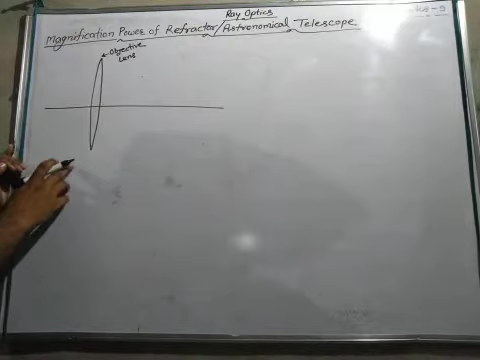 Ray Optics
Magnification Power of Refractor/Astronomical Telescope
Objective
Lens